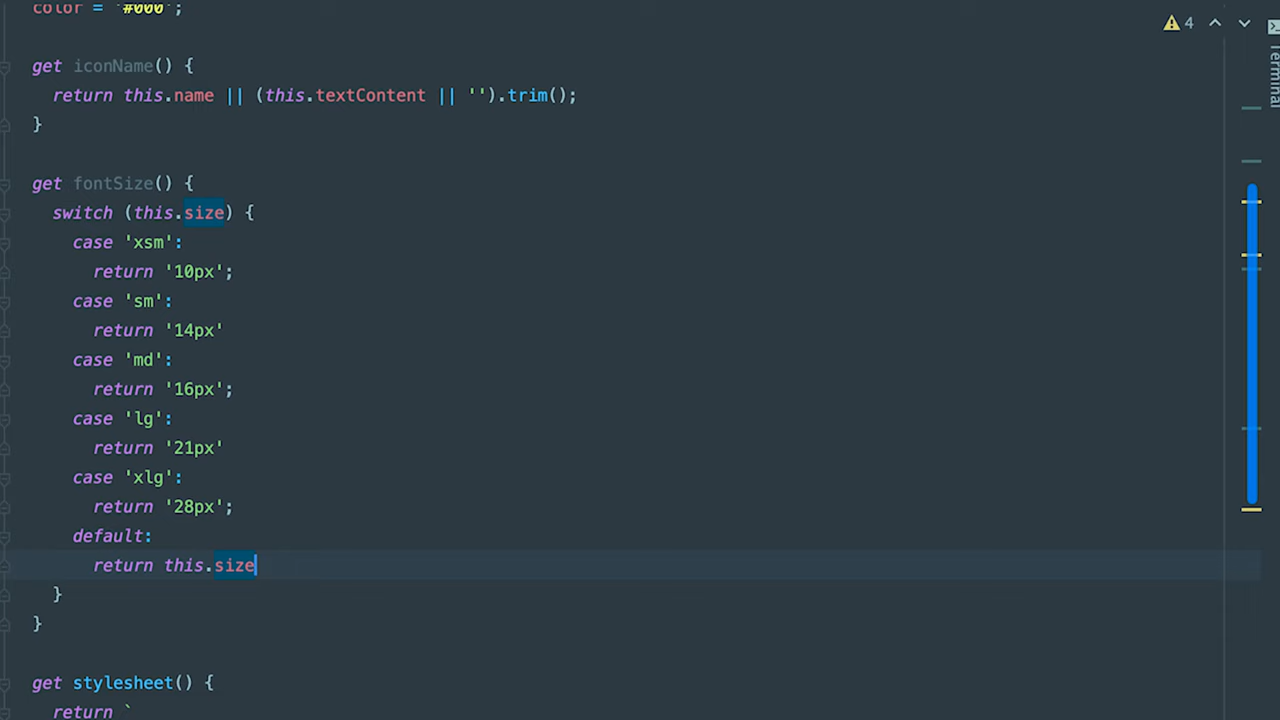 color = '#000';
4
Terminal
get iconName() {
return this.name || (this.textContent || '').trim();
}
get fontSize() {
switch (this.size) {
case 'xsm':
return '10px';
case 'sm':
return '14px'
case 'md':
return '16px';
case 'lg':
return '21px'
case 'xlg':
return '28px';
default:
return this.size
}
}
get stylesheet() {
return `